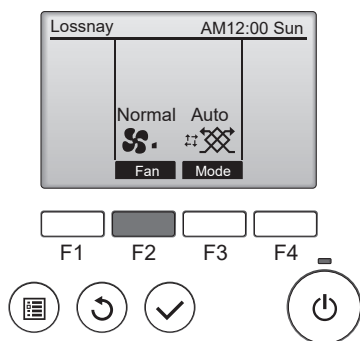 Lossnay AM12:00 Sun
Normal Auto
Fan Mode
F1 F2 F3 F4